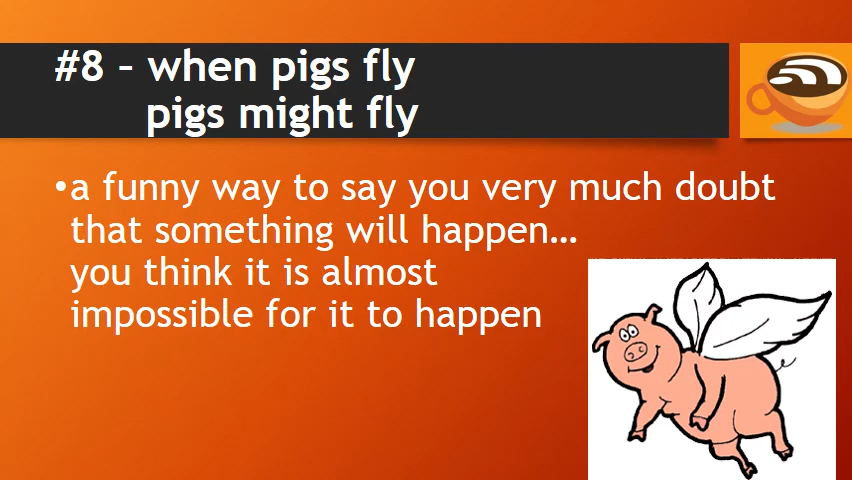 #8 – when pigs fly
pigs might fly
•a funny way to say you very much doubt
that something will happen…
you think it is almost
impossible for it to happen